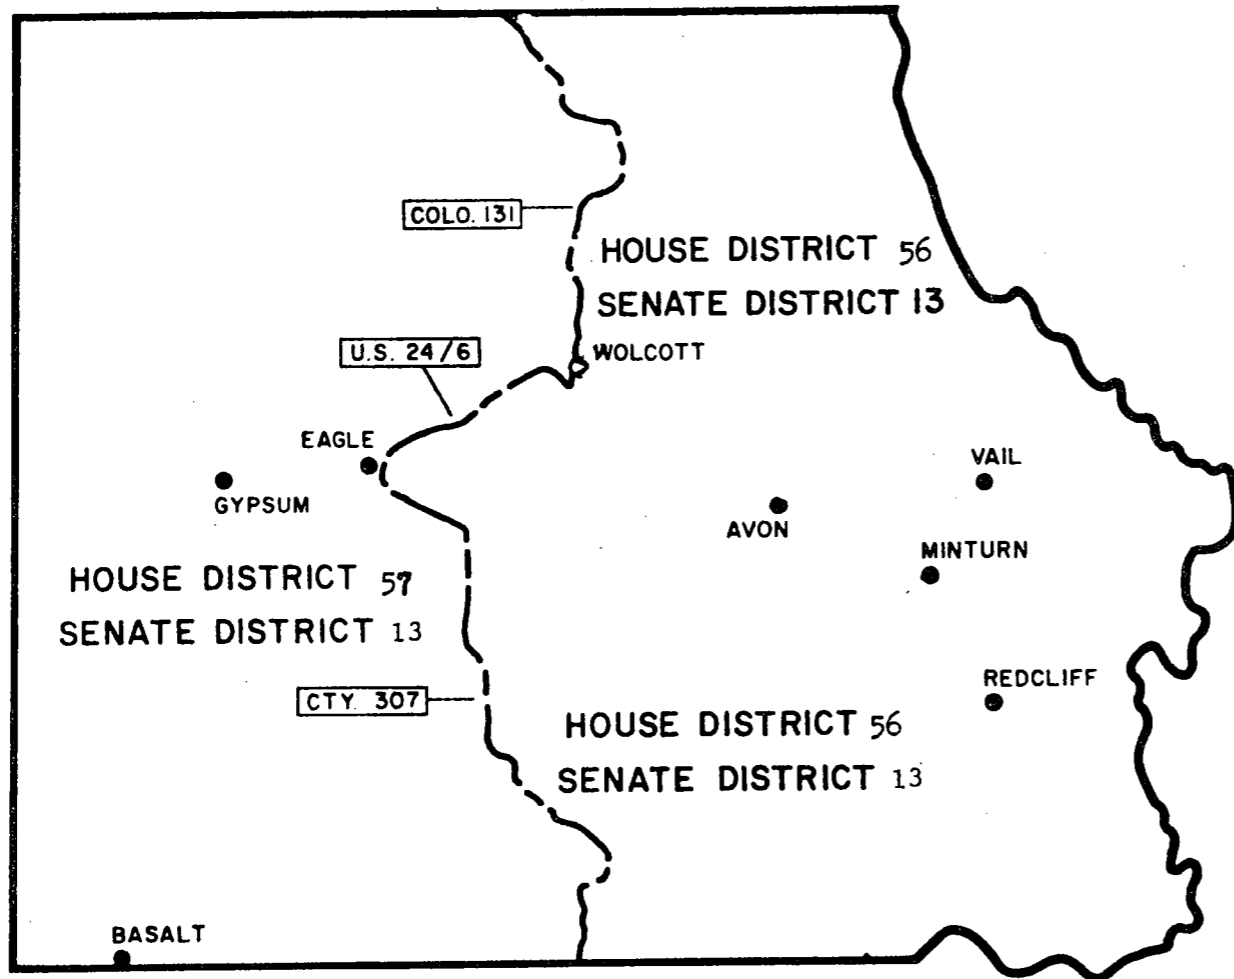 COLO. 131
HOUSE DISTRICT 56
SENATE DISTRICT 13
U.S. 24/6
WOLCOTT
EAGLE
GYPSUM
VAIL
AVON
MINTURN
HOUSE DISTRICT 57
SENATE DISTRICT 13
REDCLIFF
CTY. 307
HOUSE DISTRICT 56
SENATE DISTRICT 13
BASALT